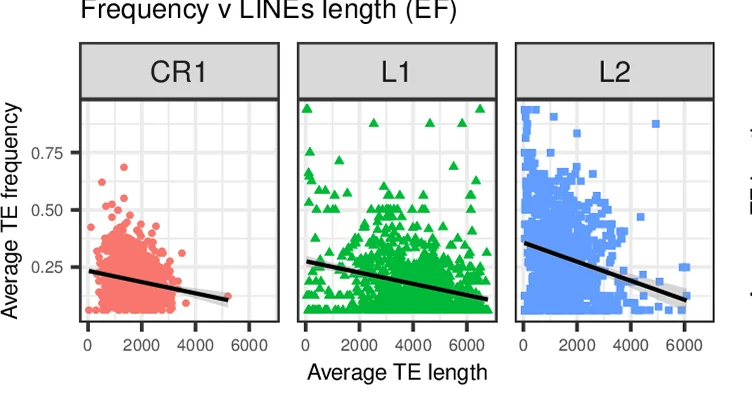 Frequency v LINEs length (EF)
CR1
L1
L2
Average TE frequency
0.75
0.50
0.25
0 2000 4000 6000
0 2000 4000 6000
0 2000 4000 6000
Average TE length